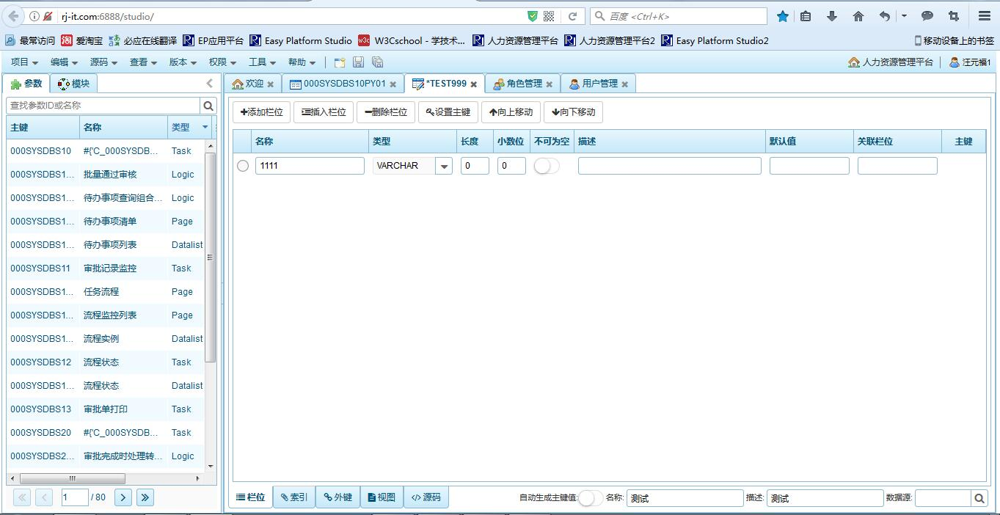 rj-it.com:6888/studio/
百度 <Ctrl+K>
最常访问 爱淘宝 必应在线翻译 EP应用平台 Easy Platform Studio W3Cschool - 学技术... 人力资源管理平台 人力资源管理平台2 Easy Platform Studio2 移动设备上的书签
项目 编辑 源码 查看 版本 权限 工具 帮助 人力资源管理平台 汪元福1
参数 模块 欢迎 000SYSDBS10PY01 *TEST999 角色管理 用户管理
查找参数ID或名称
添加栏位 插入栏位 删除栏位 设置主键 向上移动 向下移动
主键 名称 类型
名称 类型 长度 小数位 不可为空 描述 默认值 关联栏位 主键
1111 VARCHAR 0 0
000SYSDBS10 #{'C_000SYSDB... Task
000SYSDBS1... 批量通过审核 Logic
000SYSDBS1... 待办事项查询组合... Logic
000SYSDBS1... 待办事项清单 Page
000SYSDBS1... 待办事项列表 Datalist
000SYSDBS11 审批记录监控 Task
000SYSDBS1... 任务流程 Page
000SYSDBS1... 流程监控列表 Page
000SYSDBS1... 流程实例 Datalist
000SYSDBS12 流程状态 Task
000SYSDBS1... 流程状态 Datalist
000SYSDBS13 审批单打印 Task
000SYSDBS20 #{'C_000SYSDB... Task
000SYSDBS2... 审批完成时处理转... Logic
1 / 80
栏位 索引 外键 视图 源码 自动生成主键值: 名称: 测试 描述: 测试 数据源: